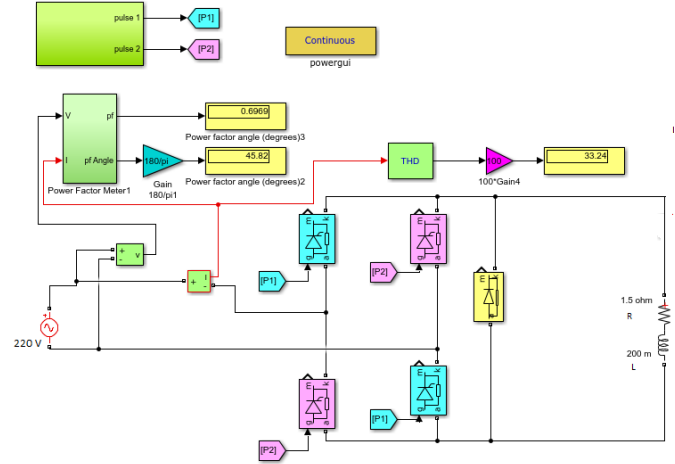 pulse 1
[P1]
pulse 2
[P2]
Continuous
powergui
V
pf
0.6969
Power factor angle (degrees)3
I
pf Angle
180/pi
45.82
Power Factor Meter1
Gain
180/pi1
Power factor angle (degrees)2
THD
100
100*Gain4
33.24
m
k
g
a
[P1]
m
k
g
a
[P2]
+
-
v
+
i
-
m
k
a
1.5 ohm
R
200 m
L
+
220 V
m
k
g
a
[P2]
m
k
g
a
[P1]